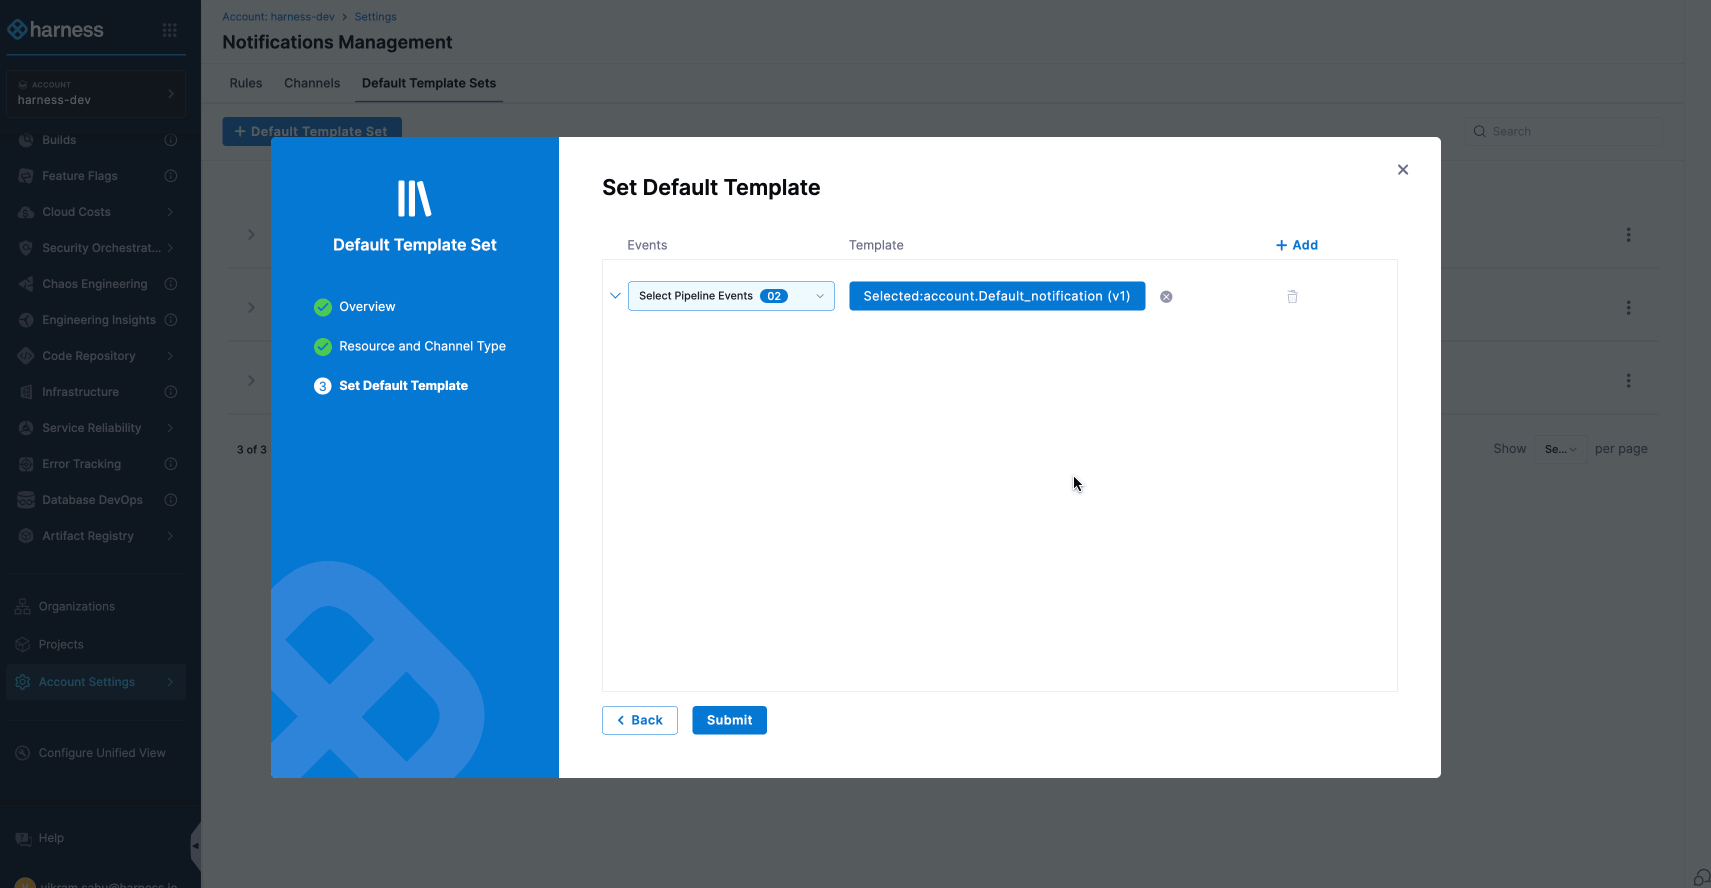 harness
ACCOUNT
harness-dev
Builds
Feature Flags
Cloud Costs
Security Orchestrat...
Chaos Engineering
Engineering Insights
Code Repository
Infrastructure
Service Reliability
Error Tracking
Database DevOps
Artifact Registry
Organizations
Projects
Account Settings
Configure Unified View
Help
vikram.sahu@harness.io
Account: harness-dev > Settings
Notifications Management
Rules Channels Default Template Sets
+ Default Template Set
Search
3 of 3
Show Se... per page
Default Template Set
Overview
Resource and Channel Type
3 Set Default Template
Set Default Template
Events Template + Add
Select Pipeline Events 02
Selected:account.Default_notification (v1)
Back
Submit